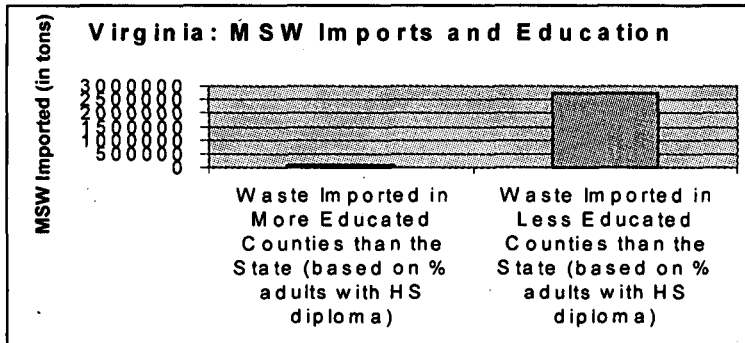 Virginia: MSW Imports and Education
MSW Imported (in tons)
3000000
2500000
2000000
1500000
1000000
500000
0
Waste Imported in
More Educated
Counties than the
State (based on %
adults with HS
diploma)
Waste Imported in
Less Educated
Counties than the
State (based on %
adults with HS
diploma)